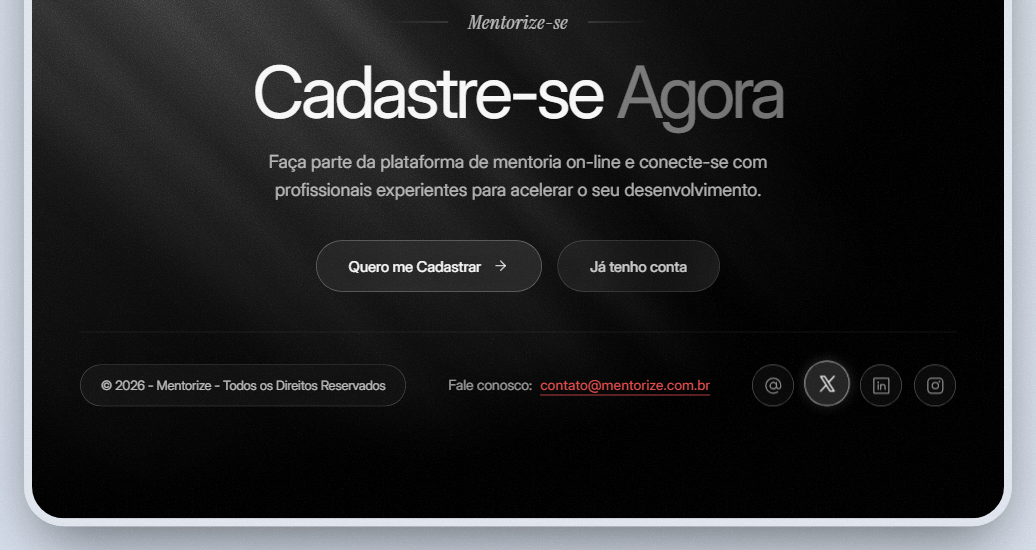 Mentorize-se
Cadastre-se Agora
Faça parte da plataforma de mentoria on-line e conecte-se com
profissionais experientes para acelerar o seu desenvolvimento.
Quero me Cadastrar →
Já tenho conta
© 2026 - Mentorize - Todos os Direitos Reservados
Fale conosco: contato@mentorize.com.br